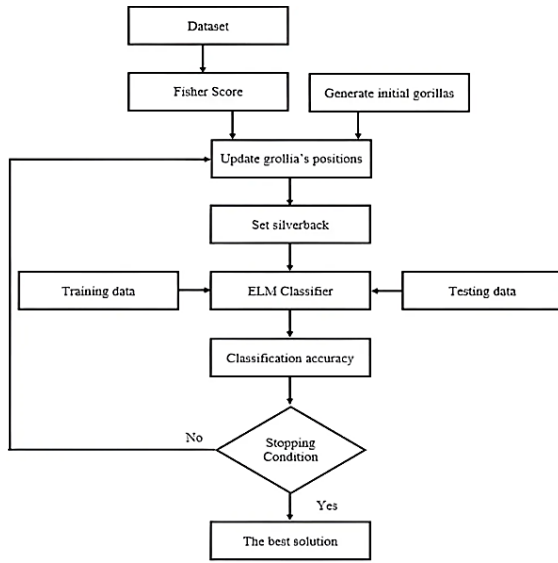 Dataset
Fisher Score
Generate initial gorillas
Update grollia's positions
Set silverback
Training data
ELM Classifier
Testing data
Classification accuracy
No
Stopping
Condition
Yes
The best solution